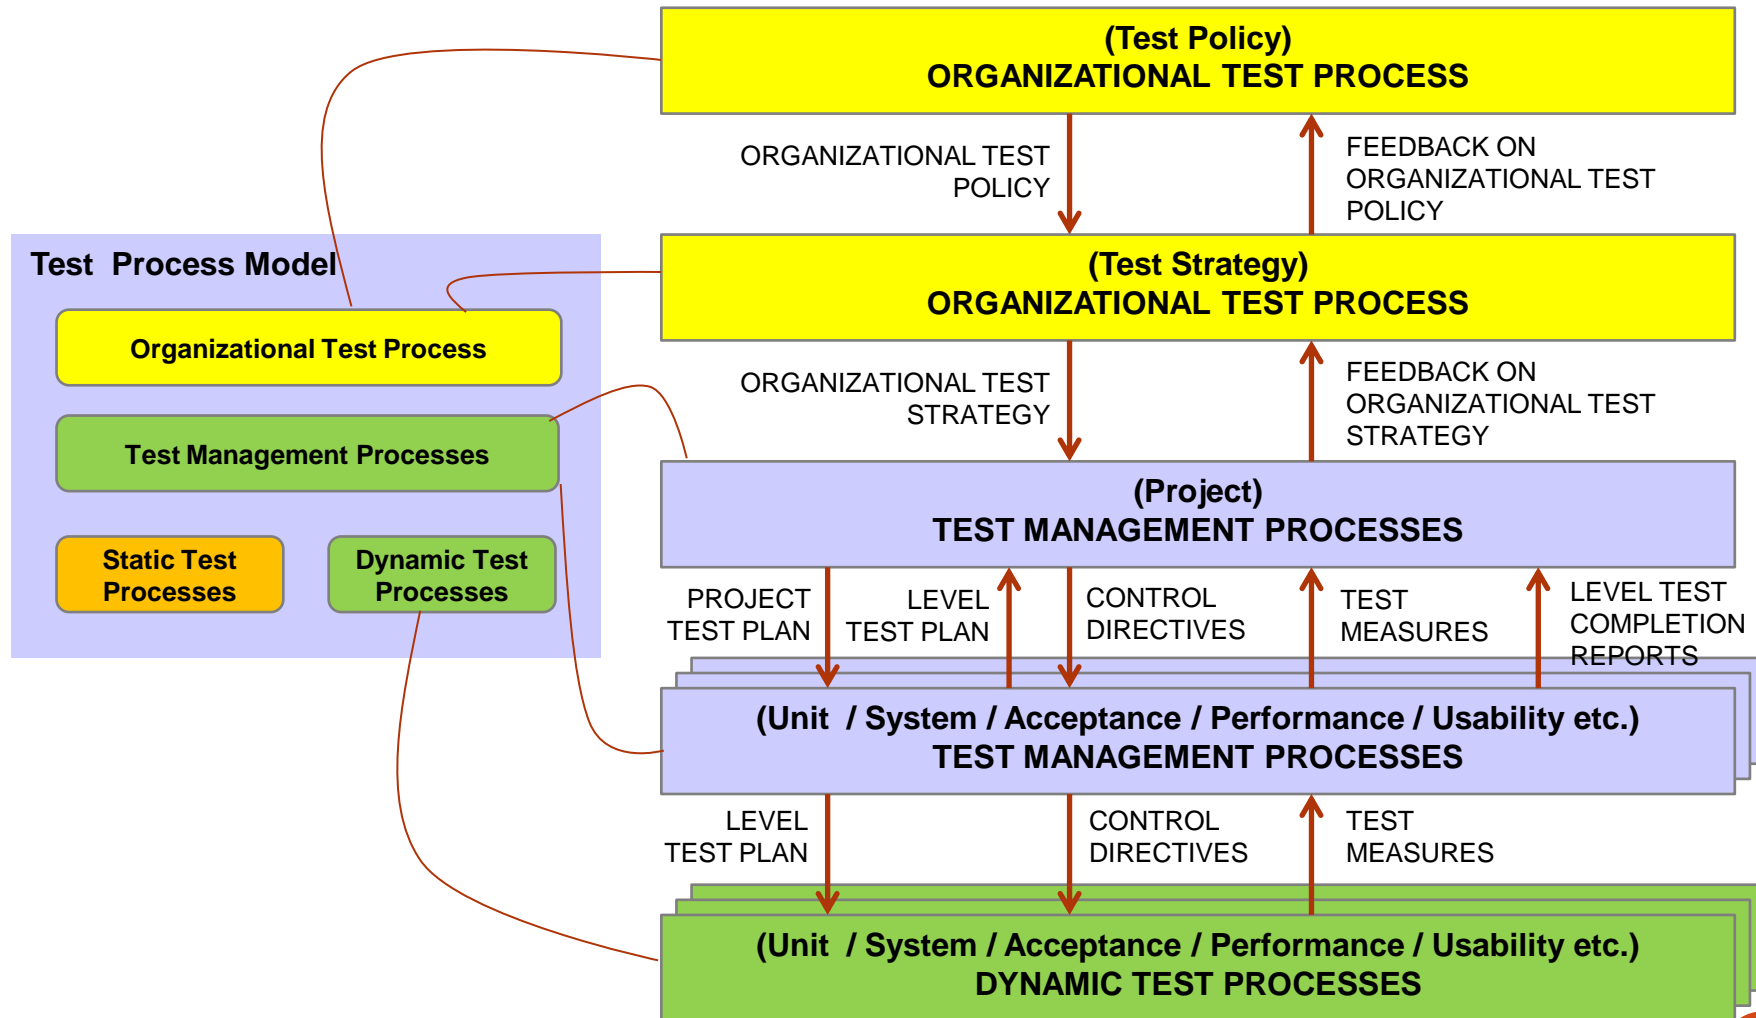 (Test Policy)
ORGANIZATIONAL TEST PROCESS
ORGANIZATIONAL TEST
POLICY
FEEDBACK ON
ORGANIZATIONAL TEST
POLICY
Test Process Model
Organizational Test Process
Test Management Processes
Static Test
Processes
Dynamic Test
Processes
(Test Strategy)
ORGANIZATIONAL TEST PROCESS
ORGANIZATIONAL TEST
STRATEGY
FEEDBACK ON
ORGANIZATIONAL TEST
STRATEGY
(Project)
TEST MANAGEMENT PROCESSES
PROJECT
TEST PLAN
LEVEL
TEST PLAN
CONTROL
DIRECTIVES
TEST
MEASURES
LEVEL TEST
COMPLETION
REPORTS
(Unit / System / Acceptance / Performance / Usability etc.)
TEST MANAGEMENT PROCESSES
LEVEL
TEST PLAN
CONTROL
DIRECTIVES
TEST
MEASURES
(Unit / System / Acceptance / Performance / Usability etc.)
DYNAMIC TEST PROCESSES